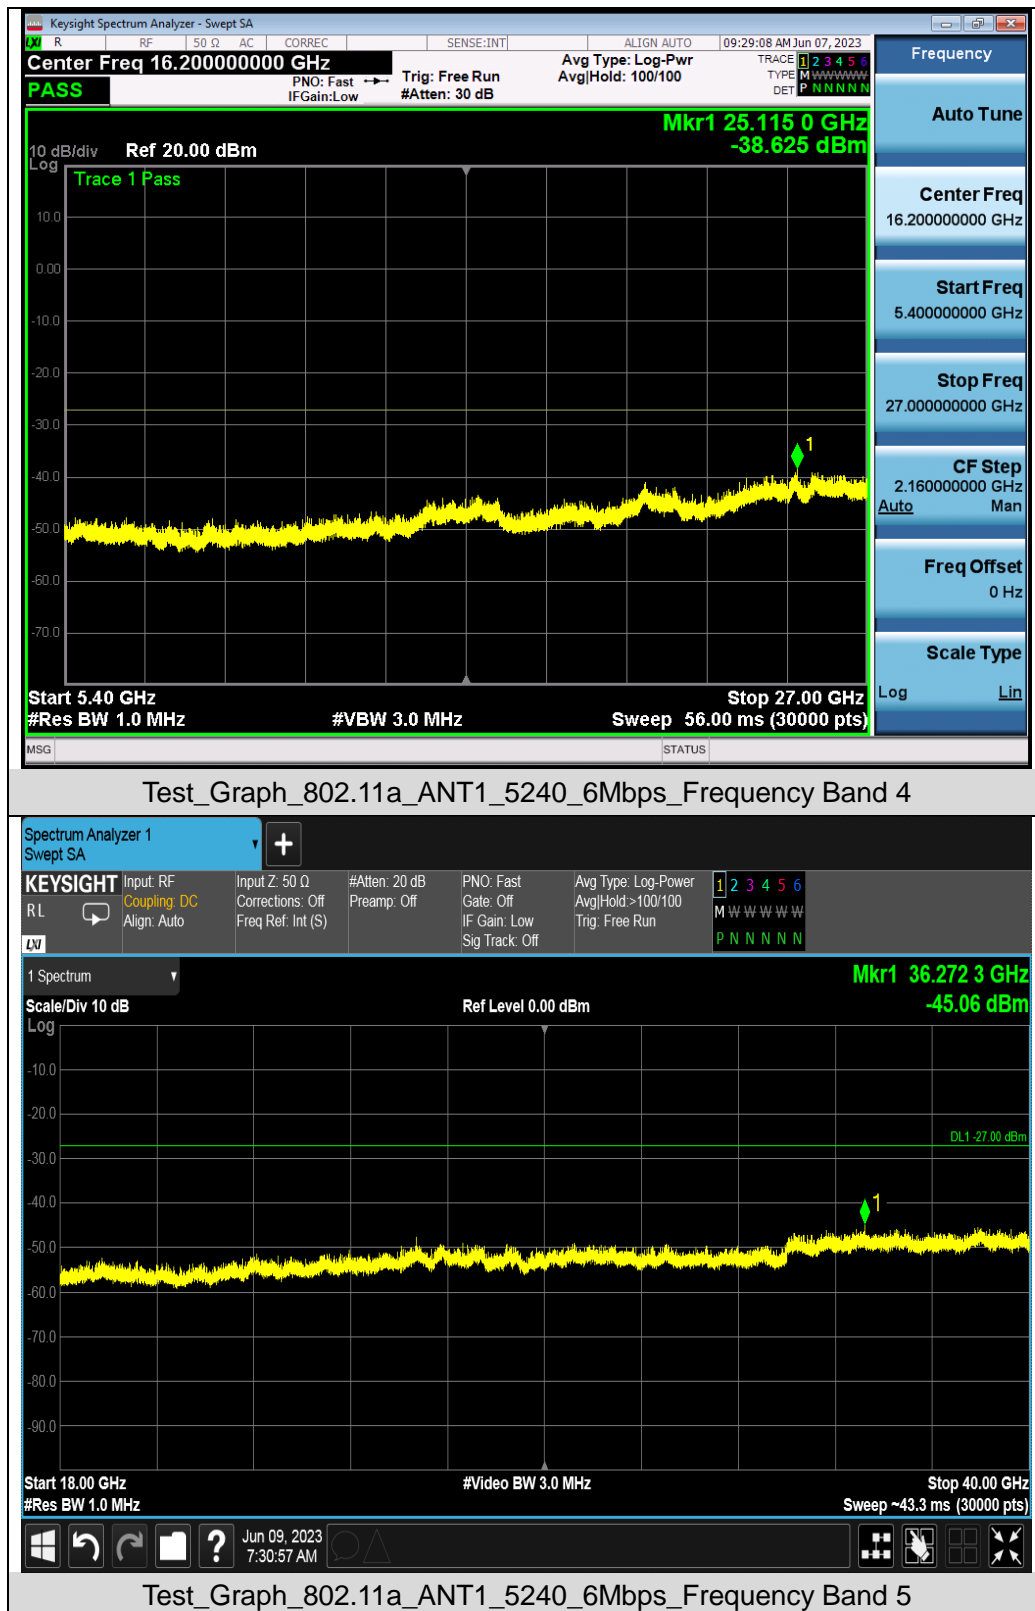 Keysight Spectrum Analyzer - Swept SA
LXI R RF 50 Ω AC CORREC SENSE:INT ALIGN AUTO 09:29:08 AM Jun 07, 2023
Center Freq 16.200000000 GHz
PNO: Fast
IFGain:Low
Trig: Free Run
#Atten: 30 dB
Avg Type: Log-Pwr
Avg|Hold: 100/100
TRACE 1 2 3 4 5 6
TYPE M W W W W W
DET P N N N N N
PASS
Mkr1 25.115 0 GHz
-38.625 dBm
10 dB/div Ref 20.00 dBm
Log
Trace 1 Pass
10.0
0.00
-10.0
-20.0
-30.0
-40.0
-50.0
-60.0
-70.0
1
Start 5.40 GHz Stop 27.00 GHz
#Res BW 1.0 MHz #VBW 3.0 MHz Sweep 56.00 ms (30000 pts)
MSG STATUS
Frequency
Auto Tune
Center Freq
16.200000000 GHz
Start Freq
5.400000000 GHz
Stop Freq
27.000000000 GHz
CF Step
2.160000000 GHz
Auto Man
Freq Offset
0 Hz
Scale Type
Log Lin
Test_Graph_802.11a_ANT1_5240_6Mbps_Frequency Band 4
Spectrum Analyzer 1
Swept SA
+
KEYSIGHT
R L
LXI
Input: RF
Coupling: DC
Align: Auto
Input Z: 50 Ω
Corrections: Off
Freq Ref: Int (S)
#Atten: 20 dB
Preamp: Off
PNO: Fast
Gate: Off
IF Gain: Low
Sig Track: Off
Avg Type: Log-Power
Avg|Hold:>100/100
Trig: Free Run
1 2 3 4 5 6
M W W W W W
P N N N N N
1 Spectrum
Mkr1 36.272 3 GHz
Scale/Div 10 dB Ref Level 0.00 dBm -45.06 dBm
Log
-10.0
-20.0
DL1 -27.00 dBm
-30.0
-40.0
-50.0
-60.0
-70.0
-80.0
-90.0
1
Start 18.00 GHz #Video BW 3.0 MHz Stop 40.00 GHz
#Res BW 1.0 MHz Sweep ~43.3 ms (30000 pts)
?
Jun 09, 2023
7:30:57 AM
Test_Graph_802.11a_ANT1_5240_6Mbps_Frequency Band 5